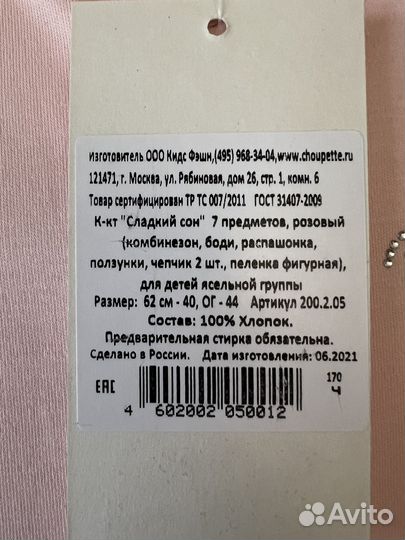 Изготовитель ООО Кидс Фэшн,(495) 968-34-04,www.choupette.ru
121471, г. Москва, ул. Рябиновая, дом 26, стр. 1, комн. 6
Товар сертифицирован ТР ТС 007/2011 ГОСТ 31407-2009
К-кт "Сладкий сон" 7 предметов, розовый
(комбинезон, боди, распашонка,
ползунки, чепчик 2 шт., пеленка фигурная),
для детей ясельной группы
Размер: 62 см - 40, ОГ - 44 Артикул 200.2.05
Состав: 100% Хлопок.
Предварительная стирка обязательна.
Сделано в России. Дата изготовления: 06.2021
ЕАС
170
Ч
4 602002 050012
Avito